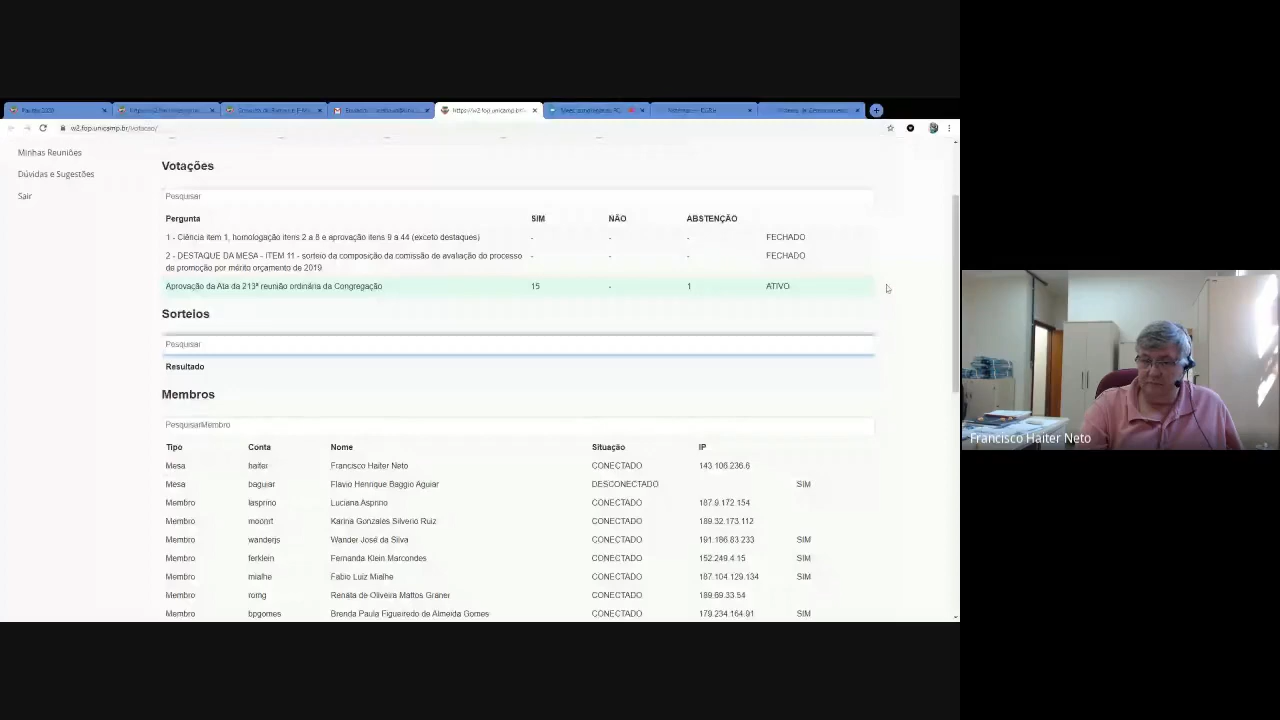 w2.fop.unicamp.br/votacao/
Minhas Reuniões
Dúvidas e Sugestões
Sair
Votações
Pesquisar
Pergunta SIM NÃO ABSTENÇÃO
1 - Ciência item 1, homologação itens 2 a 8 e aprovação itens 9 a 44 (exceto destaques) - - - FECHADO
2 - DESTAQUE DA MESA - ITEM 11 - sorteio da composição da comissão de avaliação do processo - - - FECHADO
de promoção por mérito orçamento de 2019
Aprovação da Ata da 213ª reunião ordinária da Congregação 15 - 1 ATIVO
Sorteios
Pesquisar
Resultado
Membros
PesquisarMembro
Tipo Conta Nome Situação IP
Mesa haiter Francisco Haiter Neto CONECTADO 143.106.236.6
Mesa baguiar Flavio Henrique Baggio Aguiar DESCONECTADO SIM
Membro lasprino Luciana Asprino CONECTADO 187.9.172.154
Membro Karina Gonzales Silverio Ruiz CONECTADO 189.32.173.112
Membro wanderjs Wander José da Silva CONECTADO 191.186.83.233 SIM
Membro ferklein Fernanda Klein Marcondes CONECTADO 152.249.4.15 SIM
Membro mialhe Fabio Luiz Mialhe CONECTADO 187.104.129.134 SIM
Membro romg Renata de Oliveira Mattos Graner CONECTADO 189.69.33.54
Membro bpgomes Brenda Paula Figueiredo de Almeida Gomes CONECTADO 179.234.164.91 SIM
Francisco Haiter Neto